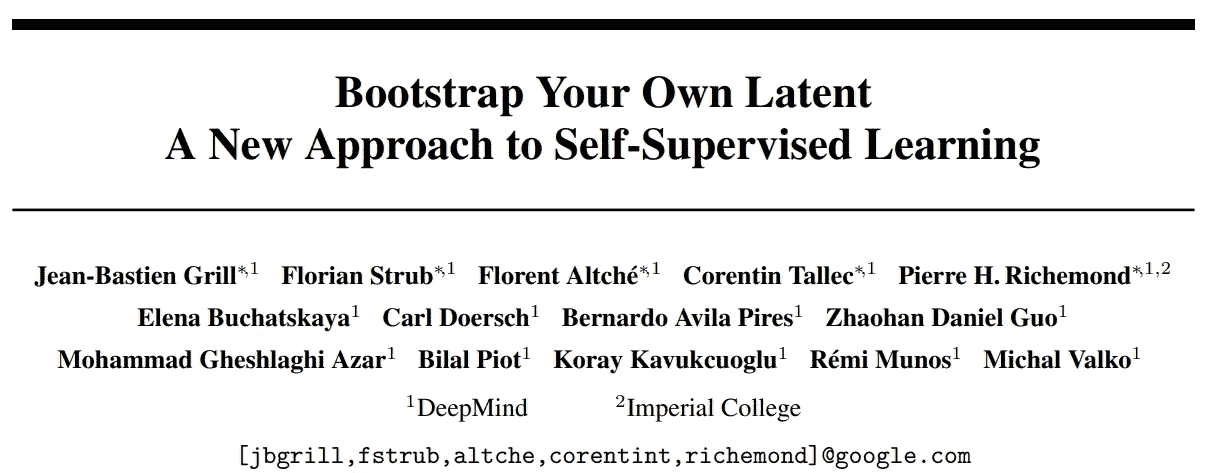 Bootstrap Your Own Latent
A New Approach to Self-Supervised Learning
Jean-Bastien Grill*,1 Florian Strub*,1 Florent Altché*,1 Corentin Tallec*,1 Pierre H. Richemond*,1,2
Elena Buchatskaya1 Carl Doersch1 Bernardo Avila Pires1 Zhaohan Daniel Guo1
Mohammad Gheshlaghi Azar1 Bilal Piot1 Koray Kavukcuoglu1 Rémi Munos1 Michal Valko1
1DeepMind 2Imperial College
[jbgrill,fstrub,altche,corentint,richemond]@google.com